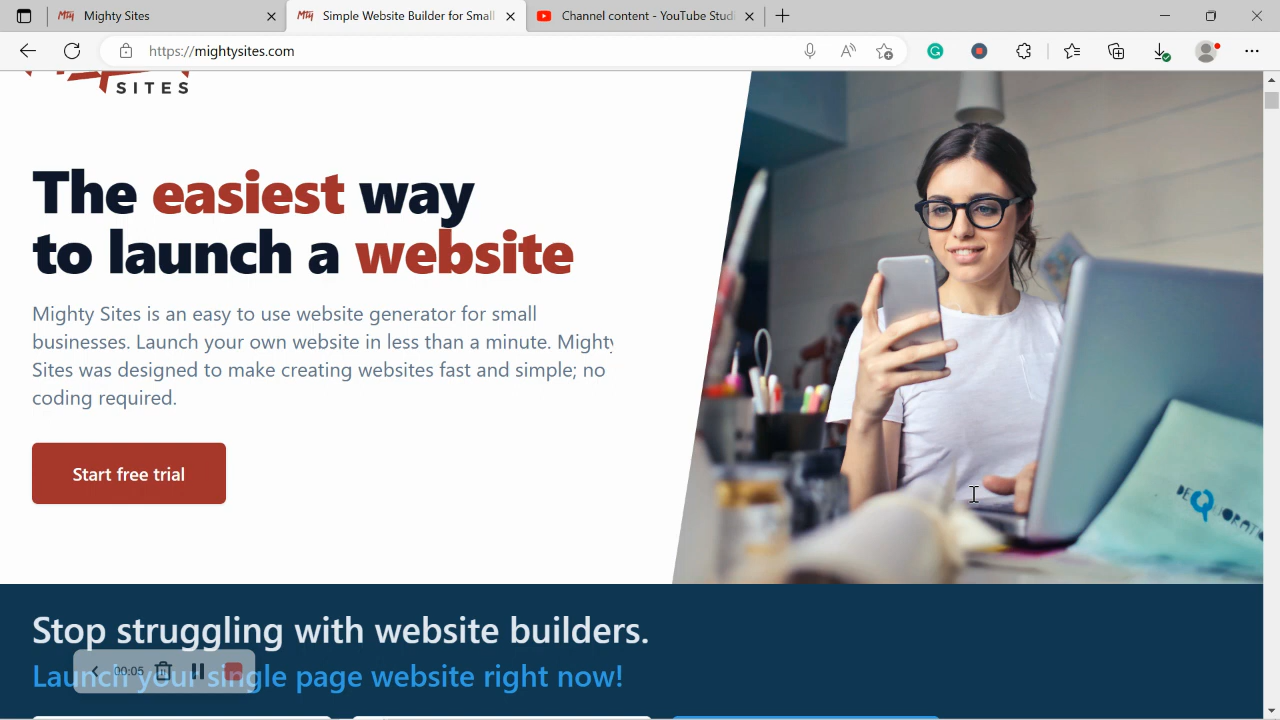 Mighty Sites
Simple Website Builder for Small
Channel content - YouTube Stud
https://mightysites.com
SITES
The easiest way
to launch a website
Mighty Sites is an easy to use website generator for small
businesses. Launch your own website in less than a minute. Mighty
Sites was designed to make creating websites fast and simple; no
coding required.
Start free trial
Stop struggling with website builders.
00:05
Launch your single page website right now!